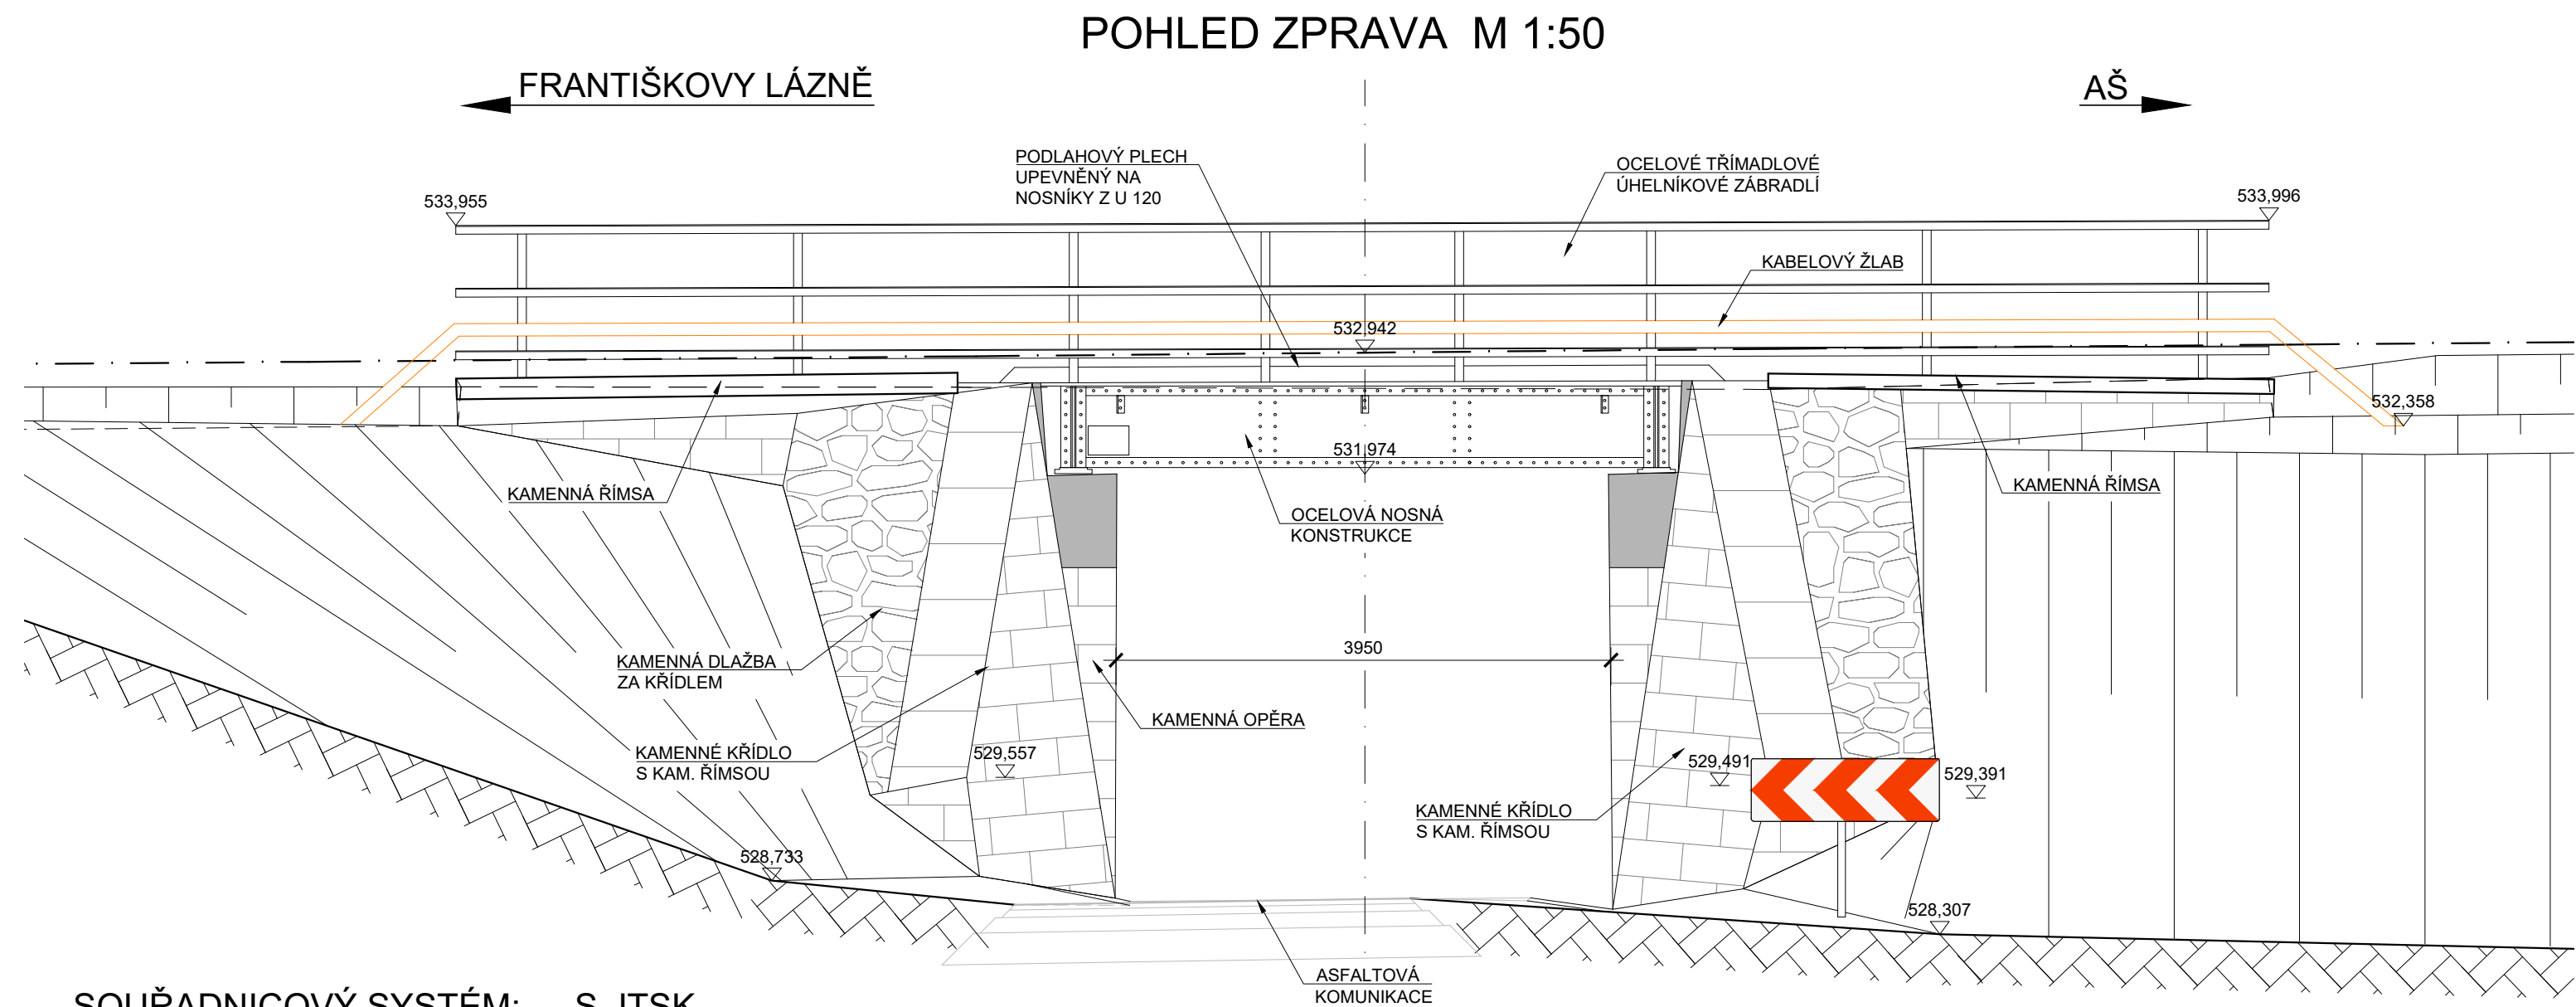 POHLED ZPRAVA M 1:50
FRANTIŠKOVY LÁZNĚ
AŠ
PODLAHOVÝ PLECH
UPEVNĚNÝ NA
NOSNÍKY Z U 120
OCELOVÉ TŘÍMADLOVÉ
ÚHELNÍKOVÉ ZÁBRADLÍ
533,955
533,996
KABELOVÝ ŽLAB
532,942
532,358
531,974
KAMENNÁ ŘÍMSA
KAMENNÁ ŘÍMSA
OCELOVÁ NOSNÁ
KONSTRUKCE
3950
KAMENNÁ DLAŽBA
ZA KŘÍDLEM
KAMENNÁ OPĚRA
KAMENNÉ KŘÍDLO
S KAM. ŘÍMSOU
529,557
529,491
529,391
KAMENNÉ KŘÍDLO
S KAM. ŘÍMSOU
528,733
528,307
ASFALTOVÁ
KOMUNIKACE
SOUŘADNICOVÝ SYSTÉM: S-JTSK